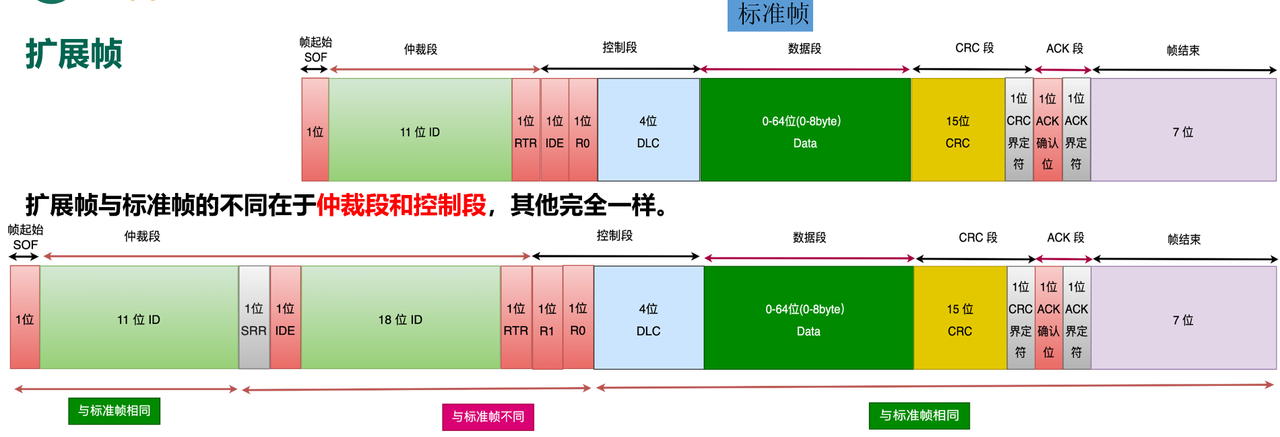 标准帧
扩展帧
帧起始
SOF
仲裁段
控制段
数据段
CRC 段
ACK 段
帧结束
1位
11 位 ID
1位
RTR
1位
IDE
1位
R0
4位
DLC
0-64位(0-8byte)
Data
15位
CRC
1位
CRC
界定
符
1位
ACK
确认
位
1位
ACK
界定
符
7 位
扩展帧与标准帧的不同在于仲裁段和控制段，其他完全一样。
帧起始
SOF
仲裁段
控制段
数据段
CRC 段
ACK 段
帧结束
1位
11 位 ID
1位
SRR
1位
IDE
18 位 ID
1位
RTR
1位
R1
1位
R0
4位
DLC
0-64位(0-8byte)
Data
15 位
CRC
1位
CRC
界定
符
1位
ACK
确认
位
1位
ACK
界定
符
7 位
与标准帧相同
与标准帧不同
与标准帧相同